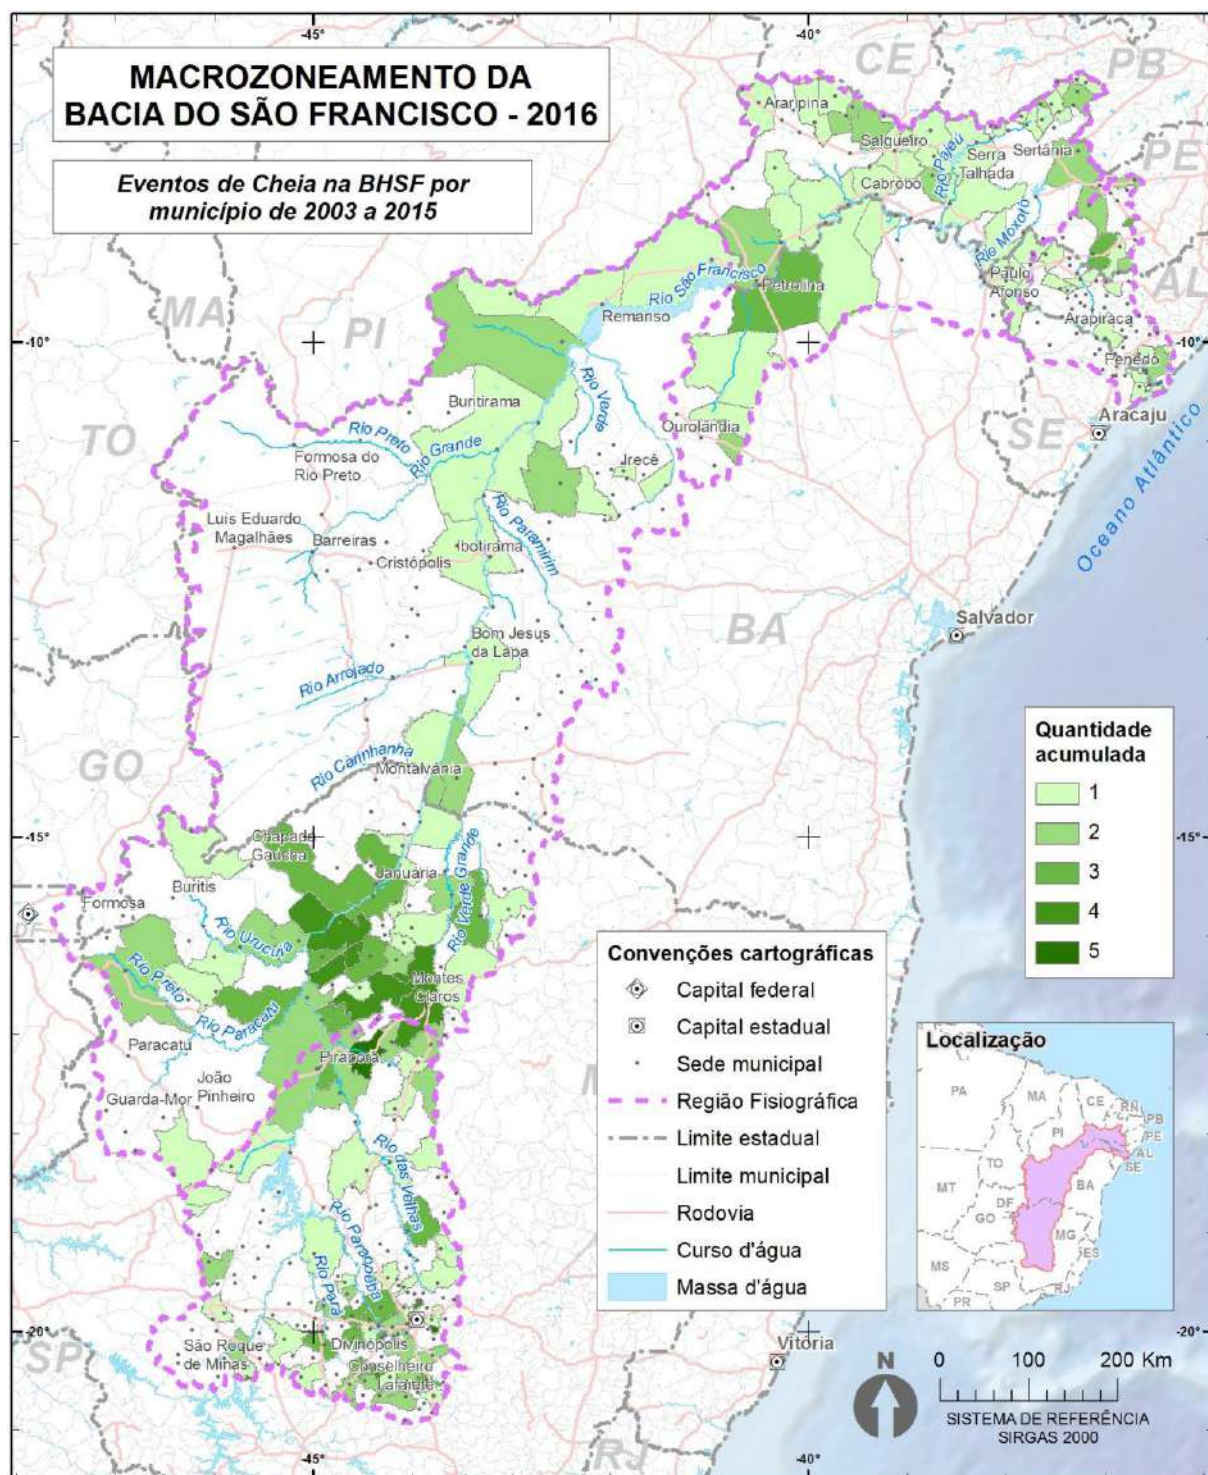 -45°
-40°
CE
PB
MACROZONEAMENTO DA
BACIA DO SÃO FRANCISCO - 2016
Eventos de Cheia na BHSF por
município de 2003 a 2015
Araripina
Salgueiro
Rio Pajeú
Serra
Talhada
Sertânia
PE
Cabrobó
Rio Moxotó
MA
PI
Rio São Francisco
Petrolina
Paulo
Afonso
AL
Remanso
Arapiraca
-10°
-10°
Penedo
Rio Verde
Buritirama
Aracaju
TO
Rio Preto
Rio Grande
Ourolândia
SE
Formosa do
Rio Preto
Irecê
Oceano Atlântico
Luis Eduardo
Magalhães
Barreiras
Rio Paramirim
Ibotirama
Cristópolis
BA
Salvador
Bom Jesus
da Lapa
Rio Arrojado
GO
Rio Carinhanha
Montalvânia
Quantidade
acumulada
1
2
3
4
5
-15°
-15°
Chapada
Gaúcha
Januária
Rio Verde Grande
Buritis
Formosa
DF
Rio Urucuia
Rio Preto
Montes
Claros
Rio Paracatu
Paracatu
Pirapora
João
Pinheiro
Guarda-Mor
Rio das Velhas
Rio Paraopeba
Rio Pará
Convenções cartográficas
Capital federal
Capital estadual
Sede municipal
Região Fisiográfica
Limite estadual
Limite municipal
Rodovia
Curso d'água
Massa d'água
Localização
PA
MA
CE
RN
PB
PI
PE
AL
SE
TO
BA
MT
DF
GO
MG
ES
MS
SP
RJ
PR
-20°
-20°
São Roque
de Minas
Divinópolis
Conselheiro
Lafaiete
SP
Vitória
N
0 100 200 Km
SISTEMA DE REFERÊNCIA
SIRGAS 2000
RJ
-45°
-40°